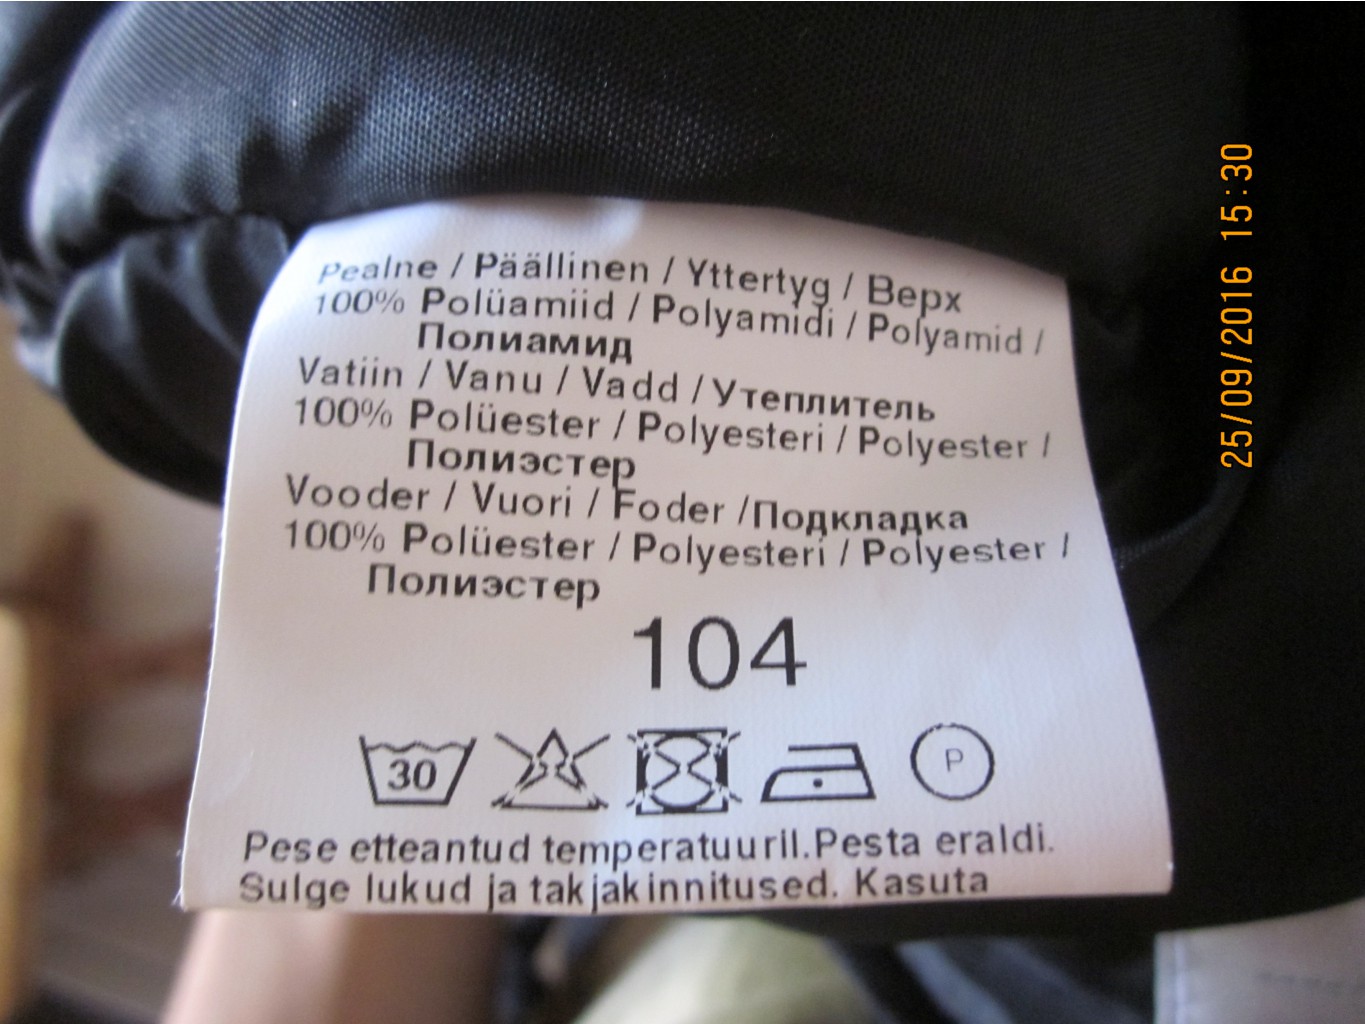 Pealne / Päällinen / Yttertyg / Верх
100% Polüamiid / Polyamidi / Polyamid /
Полиамид
Vatiin / Vanu / Vadd / Утеплитель
100% Polüester / Polyesteri / Polyester /
Полиэстер
Vooder / Vuori / Foder /Подкладка
100% Polüester / Polyesteri / Polyester /
Полиэстер
104
30
P
Pese etteantud temperatuuril.Pesta eraldi.
Sulge lukud ja takjakinnitused. Kasuta
25/09/2016 15:30